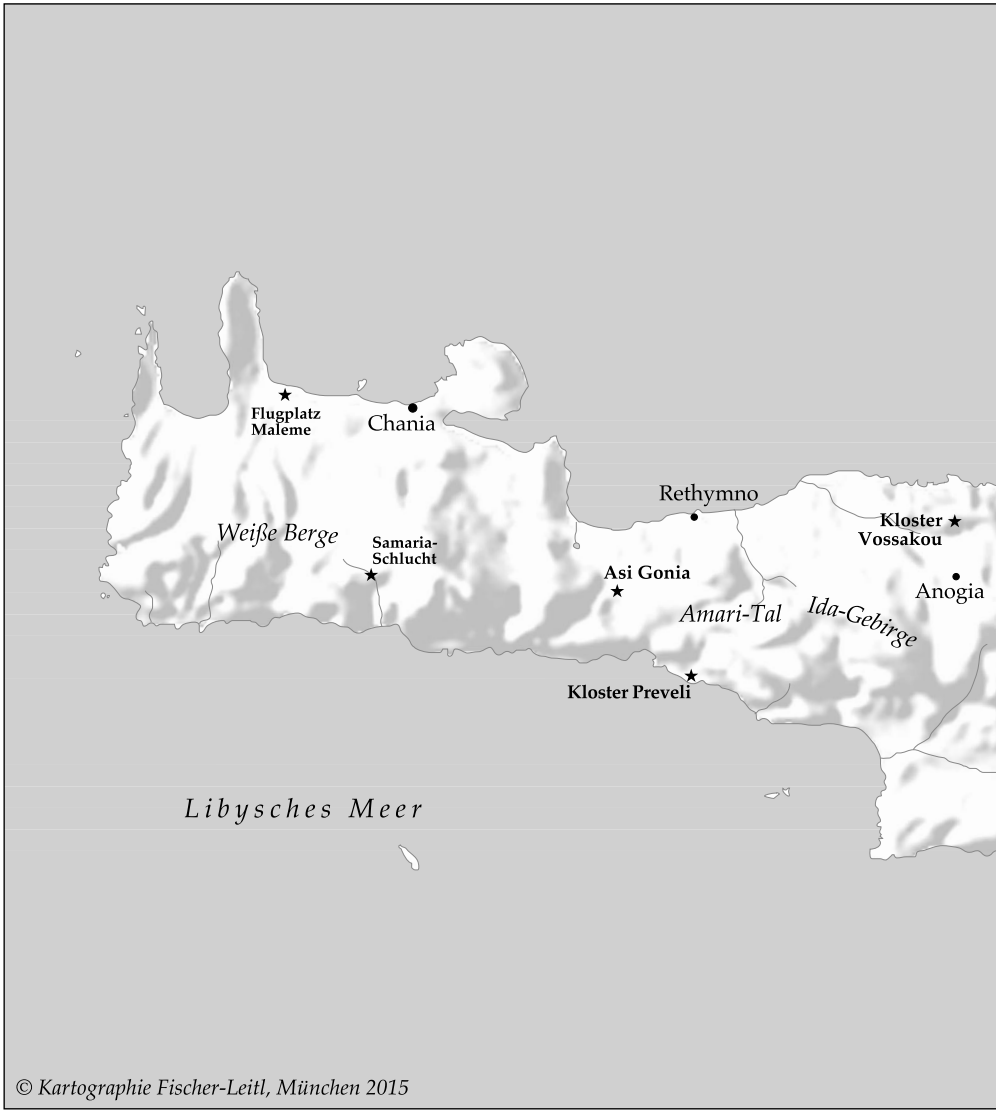 Flugplatz
Maleme
Chania
Rethymno
Kloster
Vossakou
Weiße Berge
Samaria-
Schlucht
Asi Gonia
Anogia
Amari-Tal
Ida-Gebirge
Kloster Preveli
Libysches Meer
© Kartographie Fischer-Leitl, München 2015